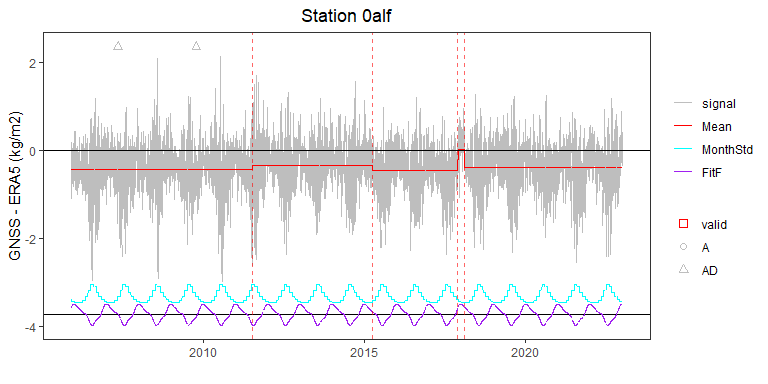 Station 0alf
GNSS - ERA5 (kg/m2)
2
0
-2
-4
2010
2015
2020
signal
Mean
MonthStd
FitF
valid
A
AD